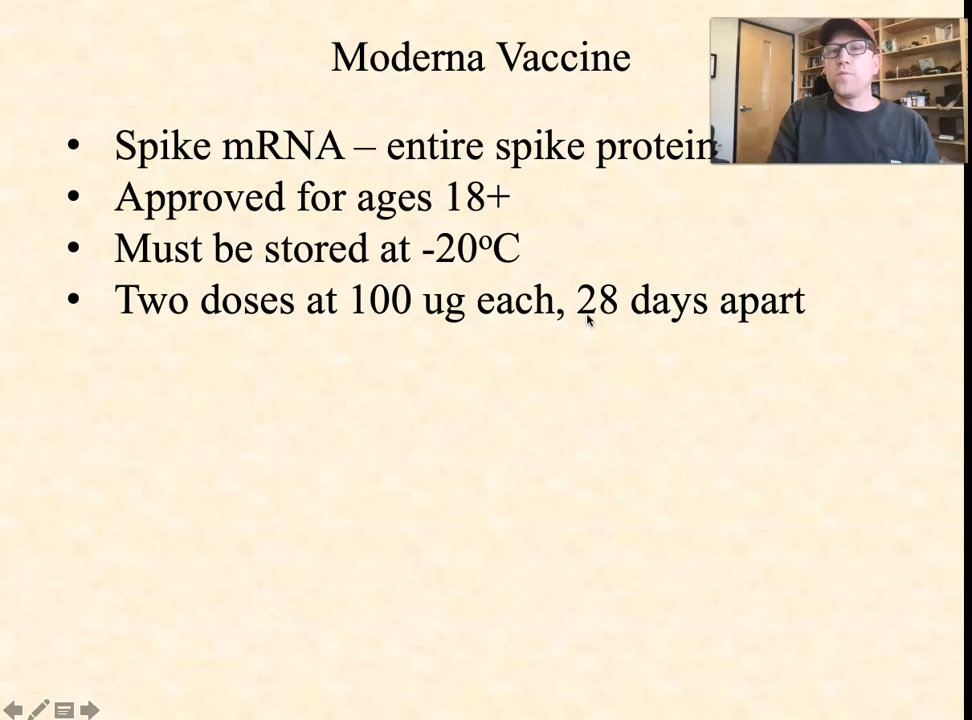 Moderna Vaccine
• Spike mRNA – entire spike protein
• Approved for ages 18+
• Must be stored at -20ºC
• Two doses at 100 ug each, 28 days apart